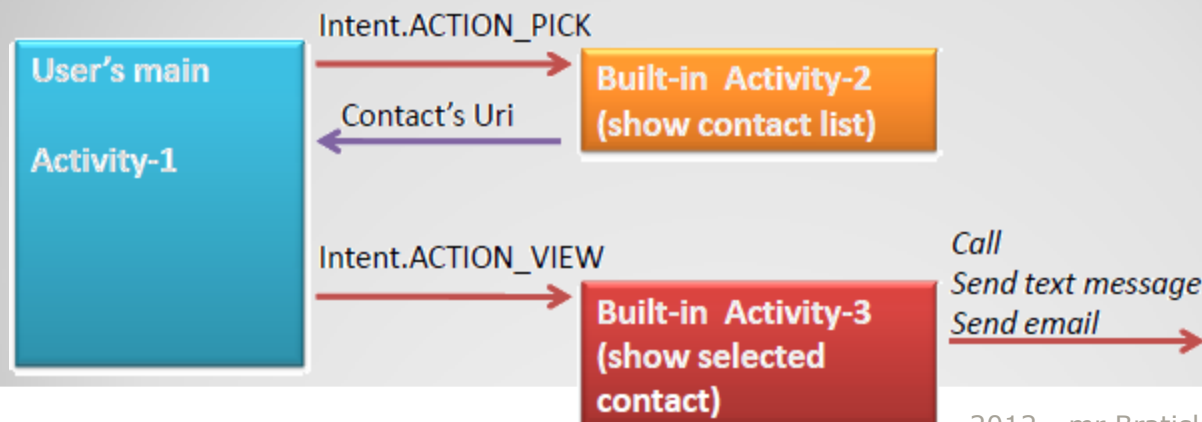 Intent.ACTION_PICK
User's main
Activity-1
Built-in Activity-2
(show contact list)
Contact's Uri
Intent.ACTION_VIEW
Built-in Activity-3
(show selected
contact)
Call
Send text message
Send email